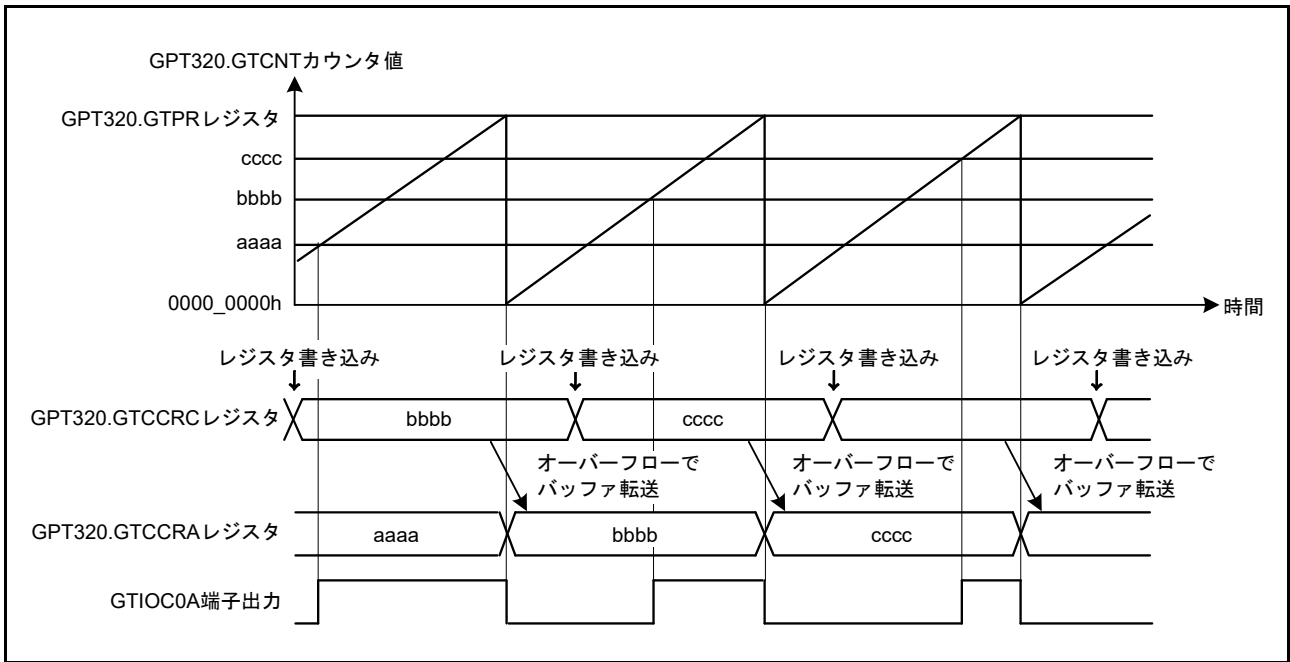 GPT320.GTCNTカウンタ値
GPT320.GTPRレジスタ
cccc
bbbb
aaaa
0000_0000h
時間
レジスタ書き込み レジスタ書き込み レジスタ書き込み レジスタ書き込み
GPT320.GTCCRCレジスタ bbbb cccc
オーバーフローで オーバーフローで オーバーフローで
バッファ転送 バッファ転送 バッファ転送
GPT320.GTCCRAレジスタ aaaa bbbb cccc
GTIOC0A端子出力